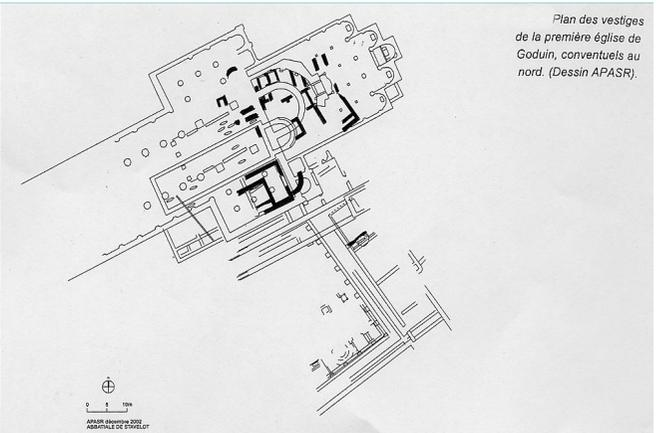 Plan des vestiges
de la première église de
Goduin, conventuels au
nord. (Dessin APASR).
0 5 10m
APASR décembre 2002
ABBATIALE DE STAVELOT